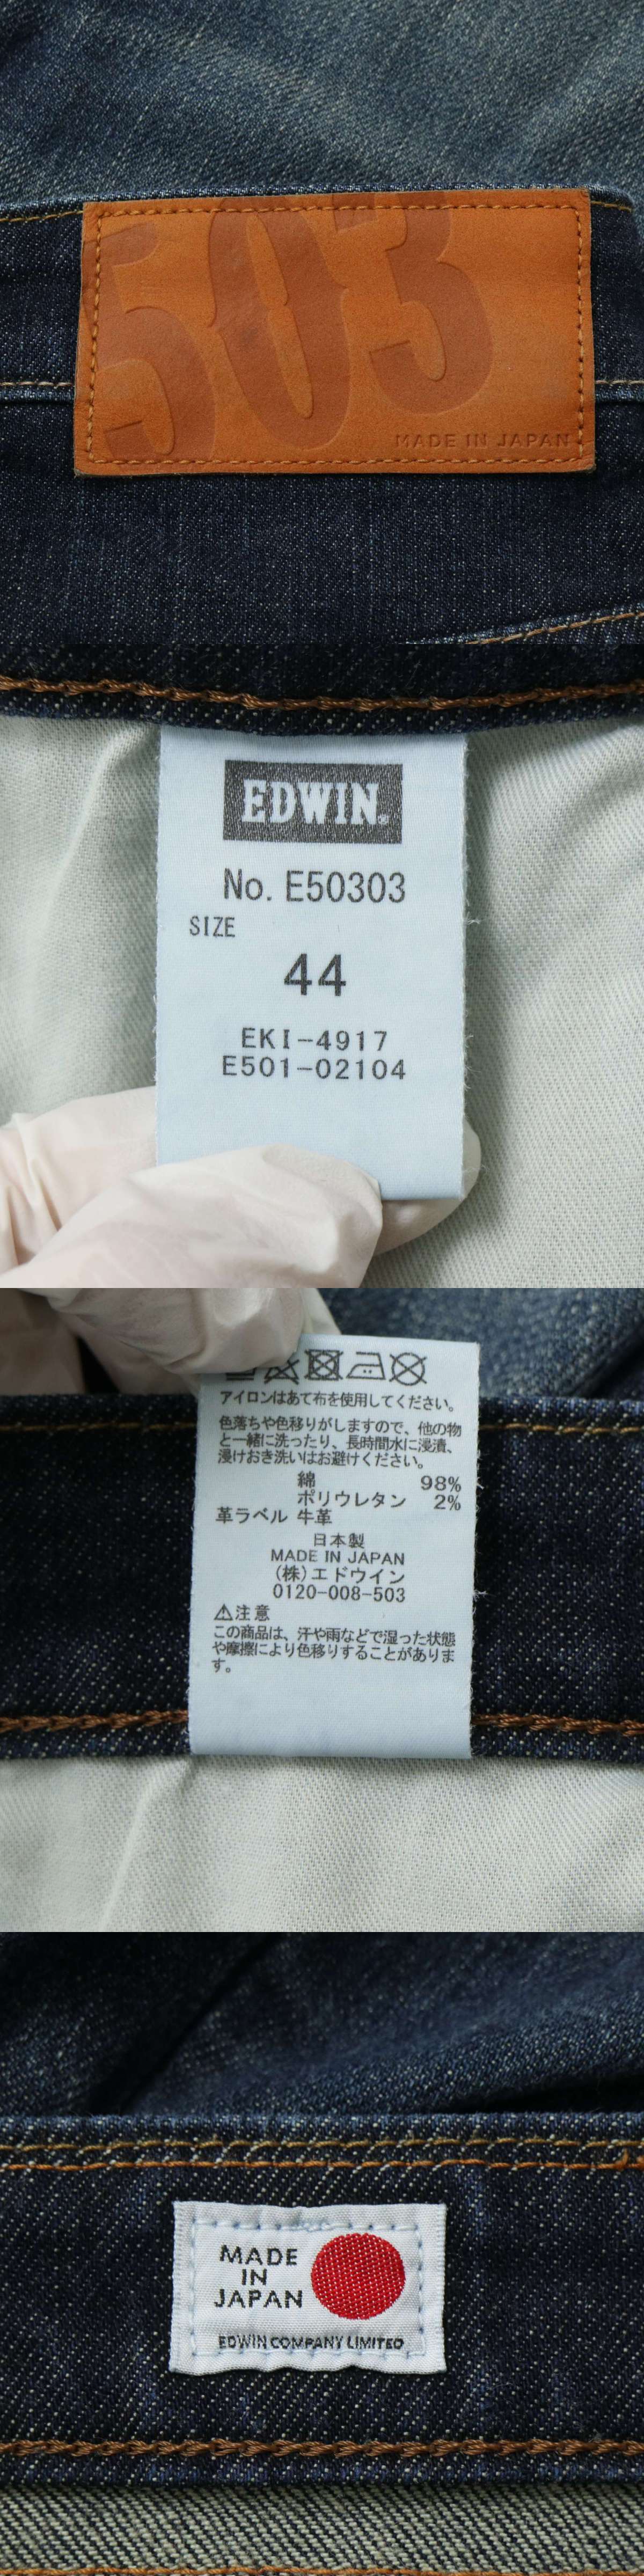 503
MADE IN JAPAN
EDWIN®
No. E50303
SIZE
44
EKI-4917
E501-02104
アイロンはあて布を使用してください。
色落ちや色移りがしますので、他の物
と一緒に洗ったり、長時間水に浸漬、
浸けおき洗いはお避けください。
綿 98%
ポリウレタン 2%
革ラベル 牛革
日本製
MADE IN JAPAN
(株)エドウイン
0120-008-503
⚠注意
この商品は、汗や雨などで湿った状態
や摩擦により色移りすることがありま
す。
MADE
IN
JAPAN
EDWIN COMPANY LIMITED